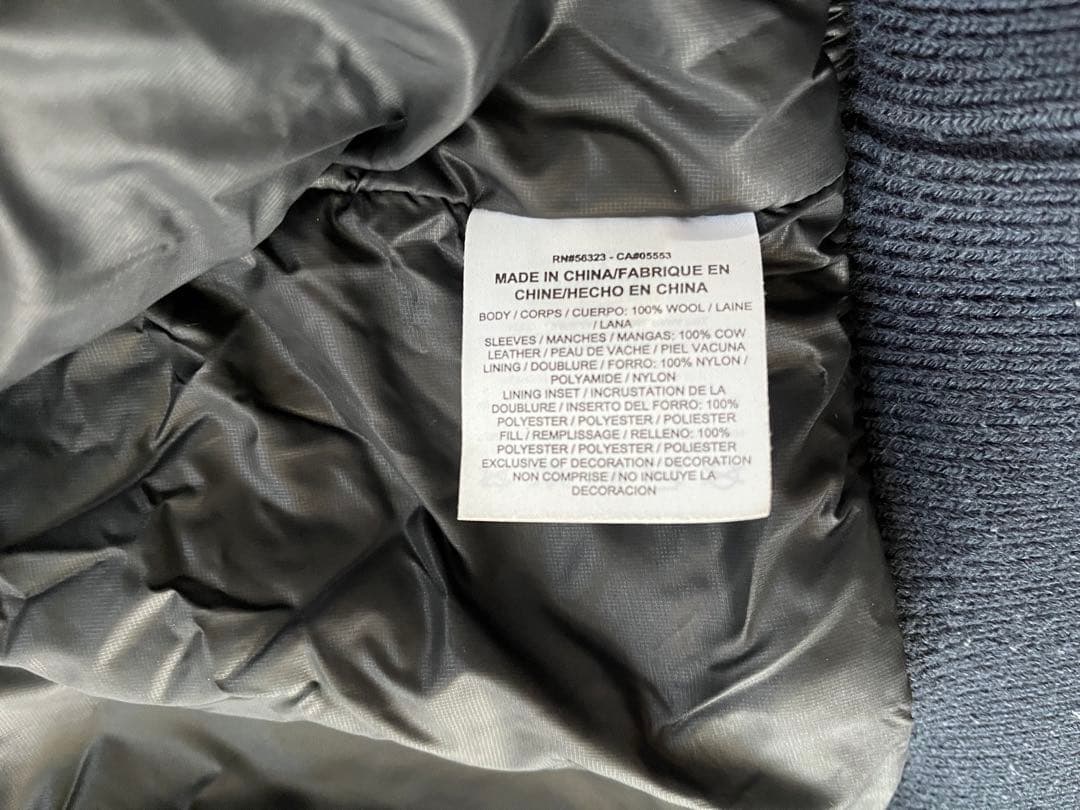 RN#56323 - CA#05553
MADE IN CHINA/FABRIQUE EN
CHINE/HECHO EN CHINA
BODY / CORPS / CUERPO: 100% WOOL / LAINE
/ LANA
SLEEVES / MANCHES / MANGAS: 100% COW
LEATHER / PEAU DE VACHE / PIEL VACUNA
LINING / DOUBLURE / FORRO: 100% NYLON /
POLYAMIDE / NYLON
LINING INSET / INCRUSTATION DE LA
DOUBLURE / INSERTO DEL FORRO: 100%
POLYESTER / POLYESTER / POLIESTER
FILL / REMPLISSAGE / RELLENO: 100%
POLYESTER / POLYESTER / POLIESTER
EXCLUSIVE OF DECORATION / DECORATION
NON COMPRISE / NO INCLUYE LA
DECORACION